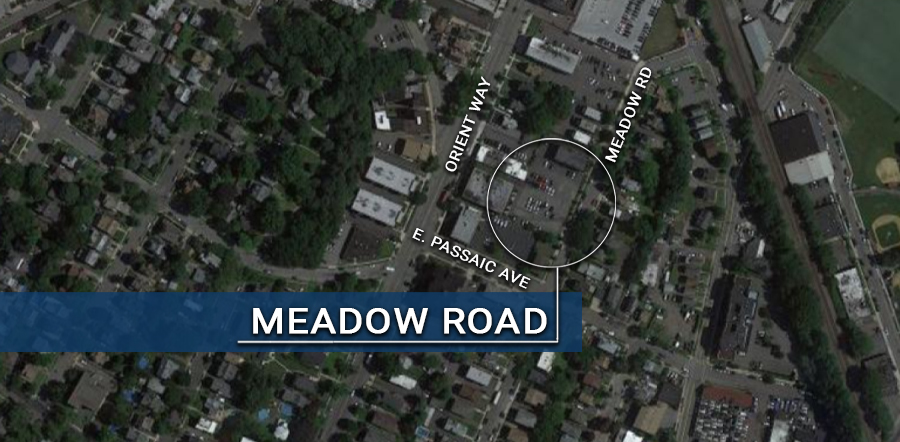 ORIENT WAY
MEADOW RD
E. PASSAIC AVE
MEADOW ROAD